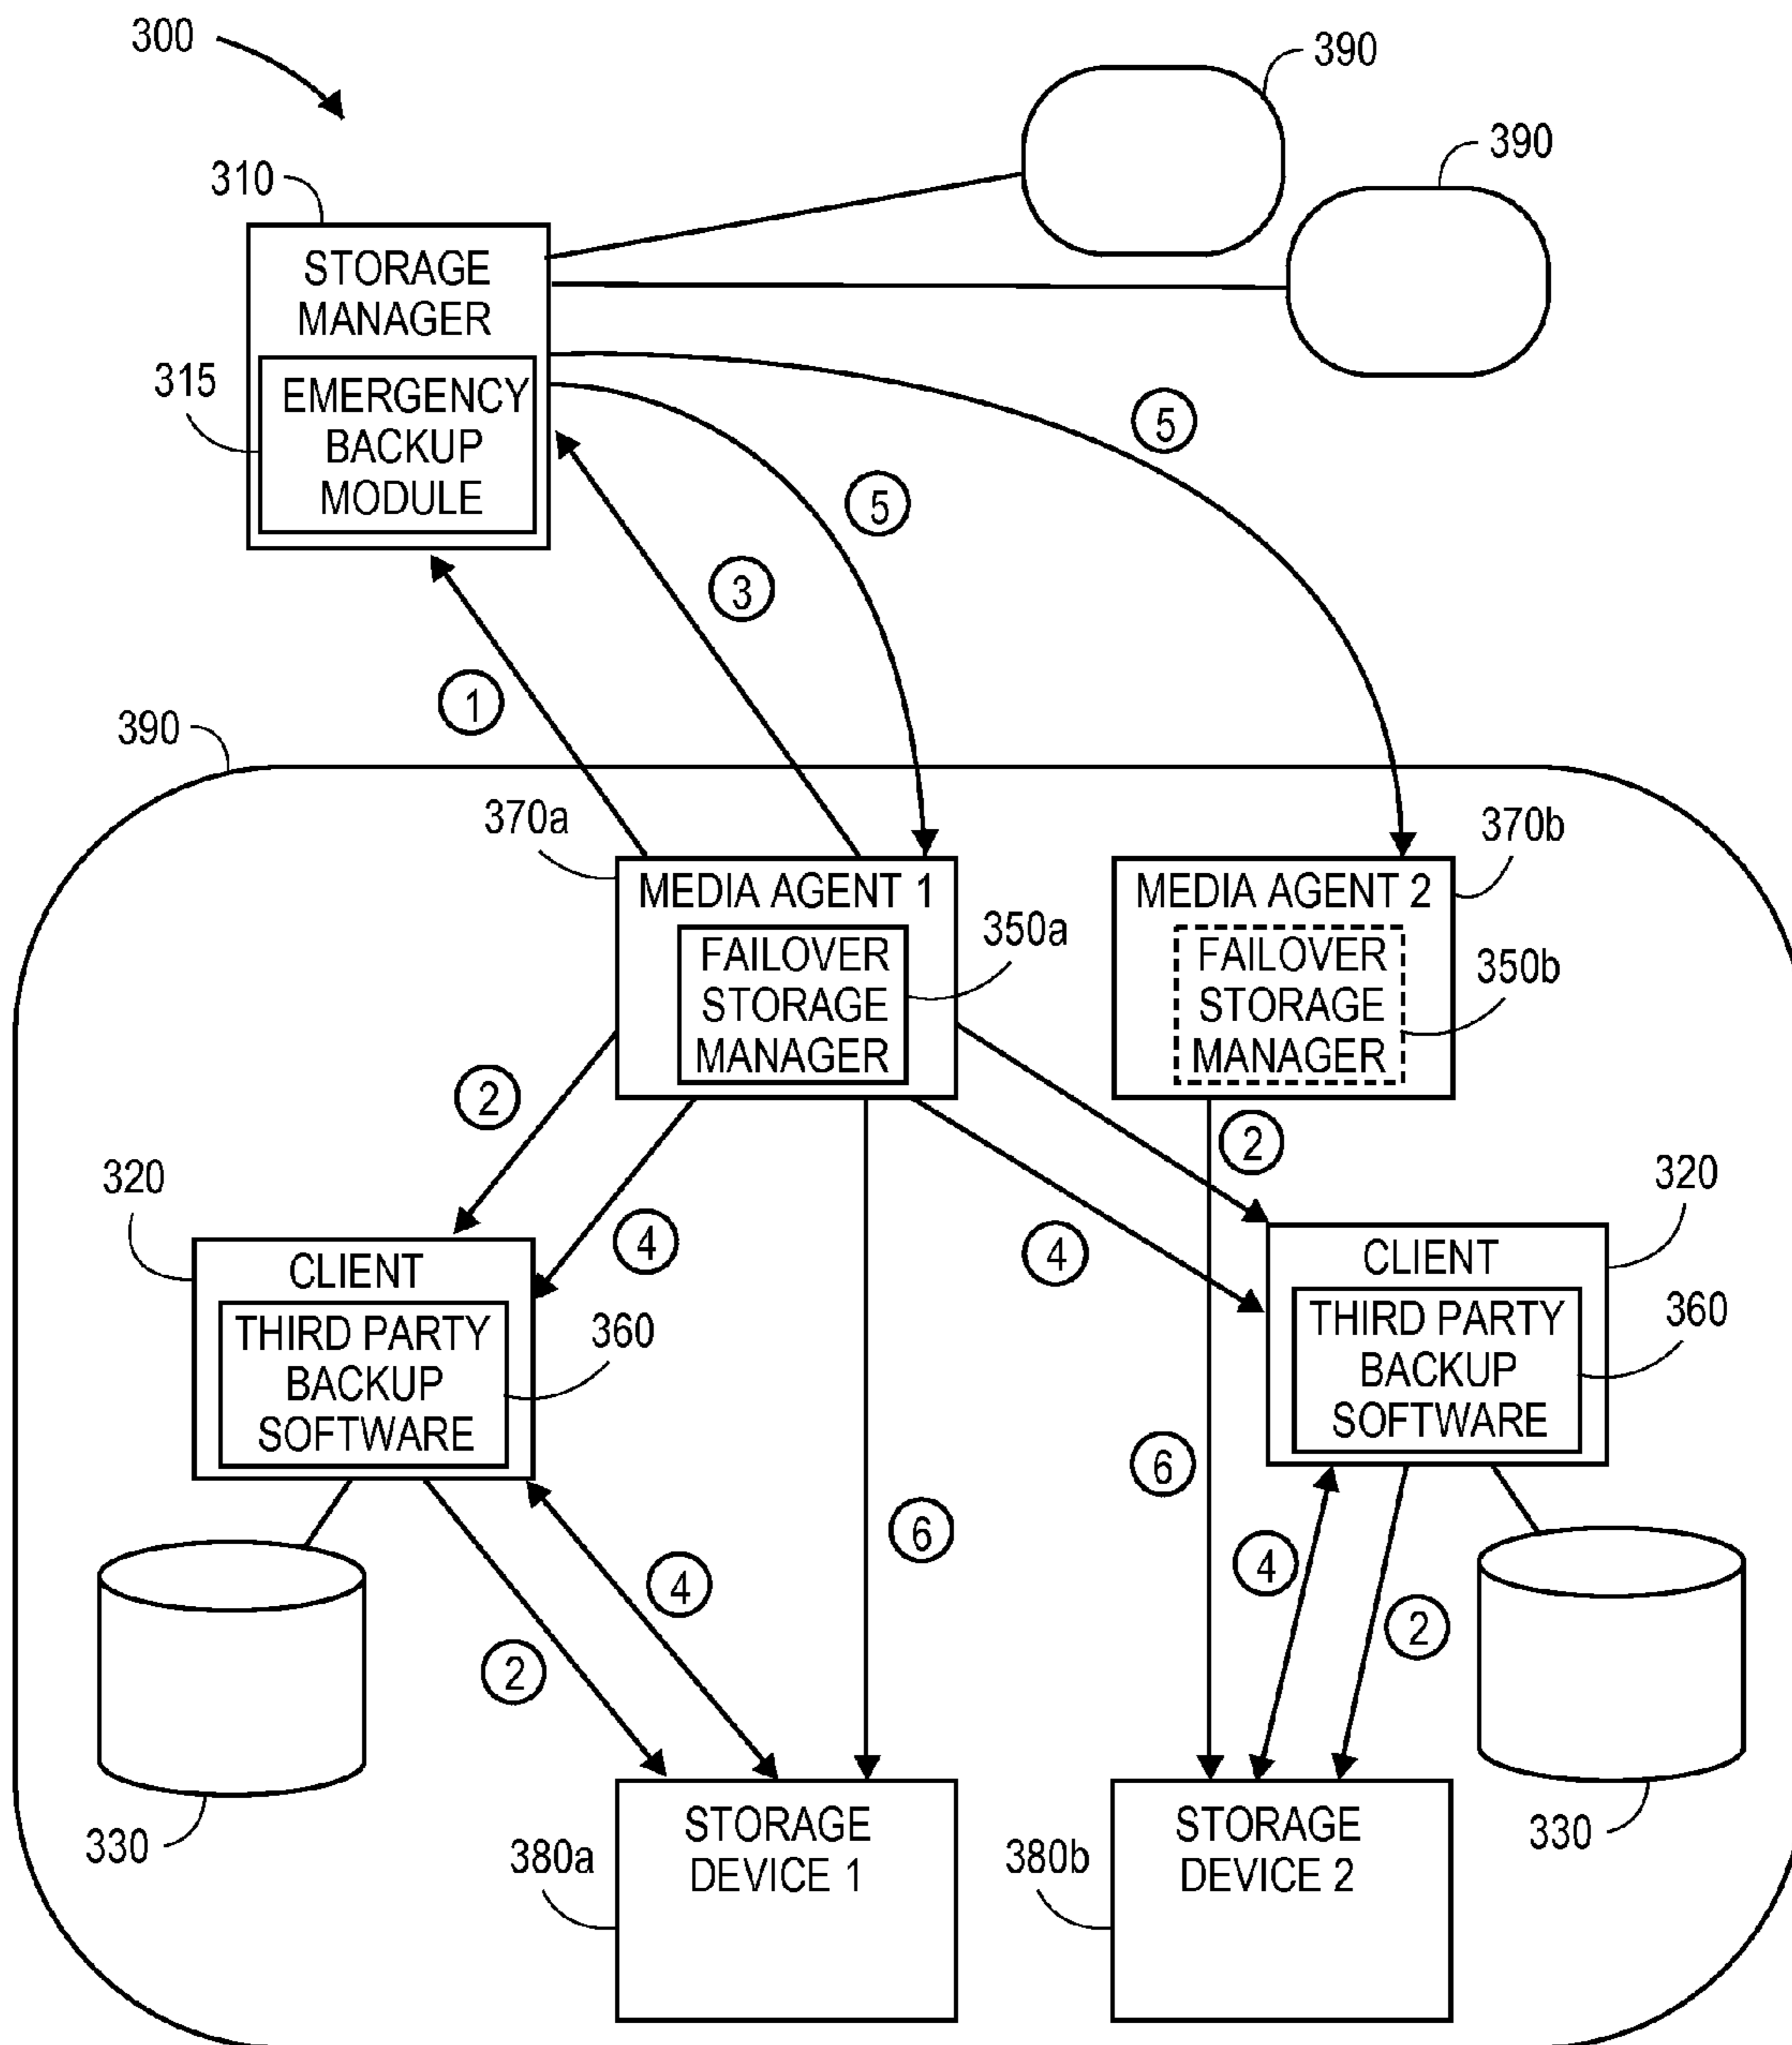 300
390
390
310
STORAGE
MANAGER
315
EMERGENCY
BACKUP
MODULE
5
5
3
1
390
370a
370b
MEDIA AGENT 1
MEDIA AGENT 2
350a
FAILOVER
STORAGE
MANAGER
350b
FAILOVER
STORAGE
MANAGER
2
2
320
320
4
4
CLIENT
THIRD PARTY
BACKUP
SOFTWARE
360
CLIENT
THIRD PARTY
BACKUP
SOFTWARE
360
6
6
4
4
2
2
330
330
380a
STORAGE
DEVICE 1
380b
STORAGE
DEVICE 2